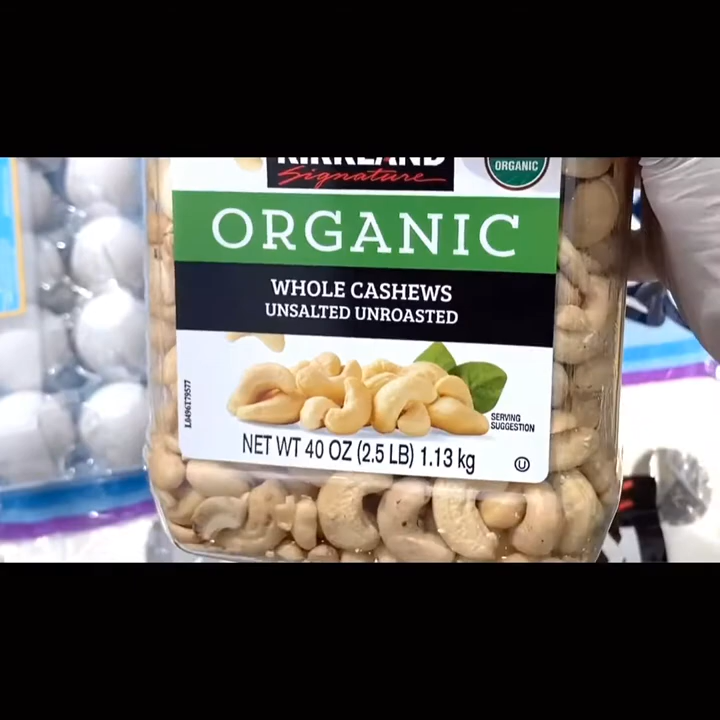 KIRKLAND
Signature
ORGANIC
ORGANIC
WHOLE CASHEWS
UNSALTED UNROASTED
SERVING
SUGGESTION
NET WT 40 OZ (2.5 LB) 1.13 kg
U